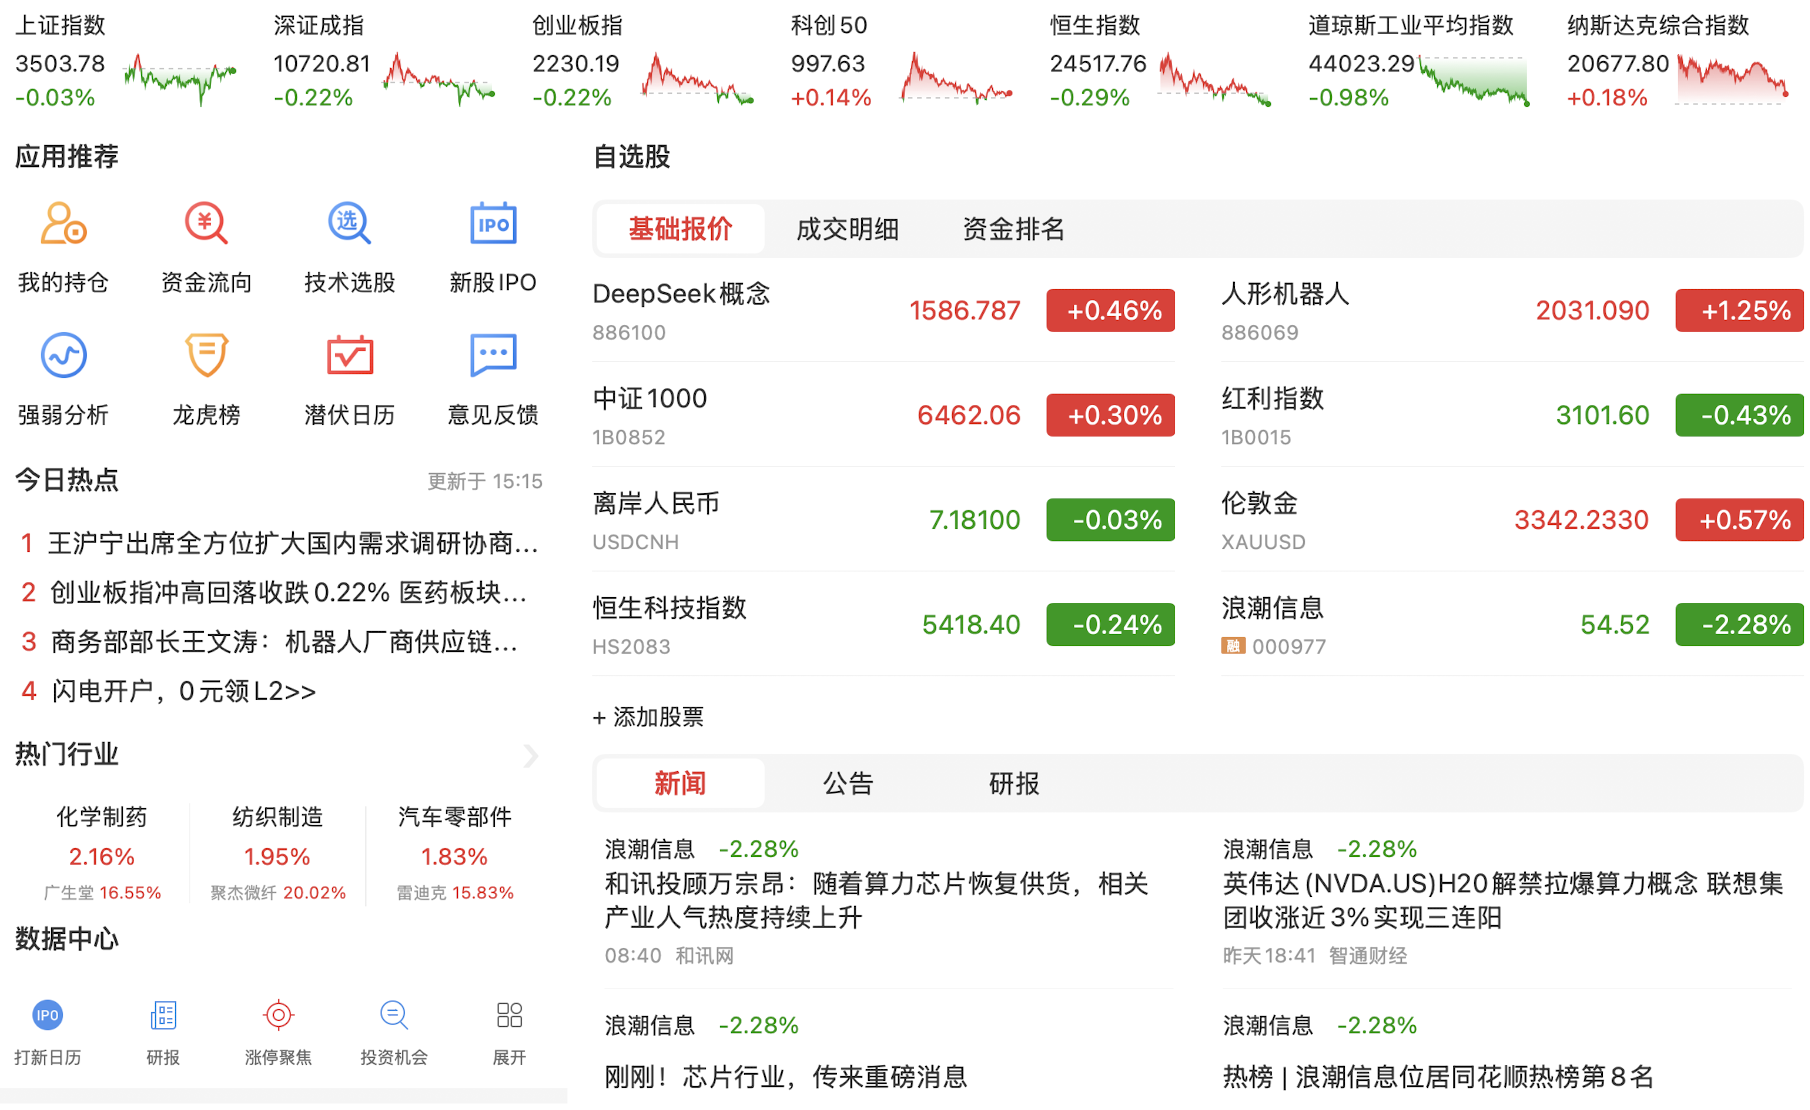 上证指数
3503.78
-0.03%
深证成指
10720.81
-0.22%
创业板指
2230.19
-0.22%
科创50
997.63
+0.14%
恒生指数
24517.76
-0.29%
道琼斯工业平均指数
44023.29
-0.98%
纳斯达克综合指数
20677.80
+0.18%
应用推荐
我的持仓
资金流向
选
技术选股
IPO
新股IPO
强弱分析
龙虎榜
潜伏日历
意见反馈
今日热点
更新于 15:15
1 王沪宁出席全方位扩大国内需求调研协商...
2 创业板指冲高回落收跌0.22% 医药板块...
3 商务部部长王文涛：机器人厂商供应链...
4 闪电开户，0元领L2>>
热门行业
化学制药
2.16%
广生堂 16.55%
纺织制造
1.95%
聚杰微纤 20.02%
汽车零部件
1.83%
雷迪克 15.83%
数据中心
IPO
打新日历
研报
涨停聚焦
投资机会
展开
自选股
基础报价 成交明细 资金排名
DeepSeek概念
886100
1586.787
+0.46%
人形机器人
886069
2031.090
+1.25%
中证1000
1B0852
6462.06
+0.30%
红利指数
1B0015
3101.60
-0.43%
离岸人民币
USDCNH
7.18100
-0.03%
伦敦金
XAUUSD
3342.2330
+0.57%
恒生科技指数
HS2083
5418.40
-0.24%
浪潮信息
融 000977
54.52
-2.28%
+ 添加股票
新闻 公告 研报
浪潮信息 -2.28%
和讯投顾万宗昂：随着算力芯片恢复供货，相关
产业人气热度持续上升
08:40 和讯网
浪潮信息 -2.28%
英伟达(NVDA.US)H20解禁拉爆算力概念 联想集
团收涨近3%实现三连阳
昨天18:41 智通财经
浪潮信息 -2.28%
刚刚！芯片行业，传来重磅消息
浪潮信息 -2.28%
热榜 | 浪潮信息位居同花顺热榜第8名